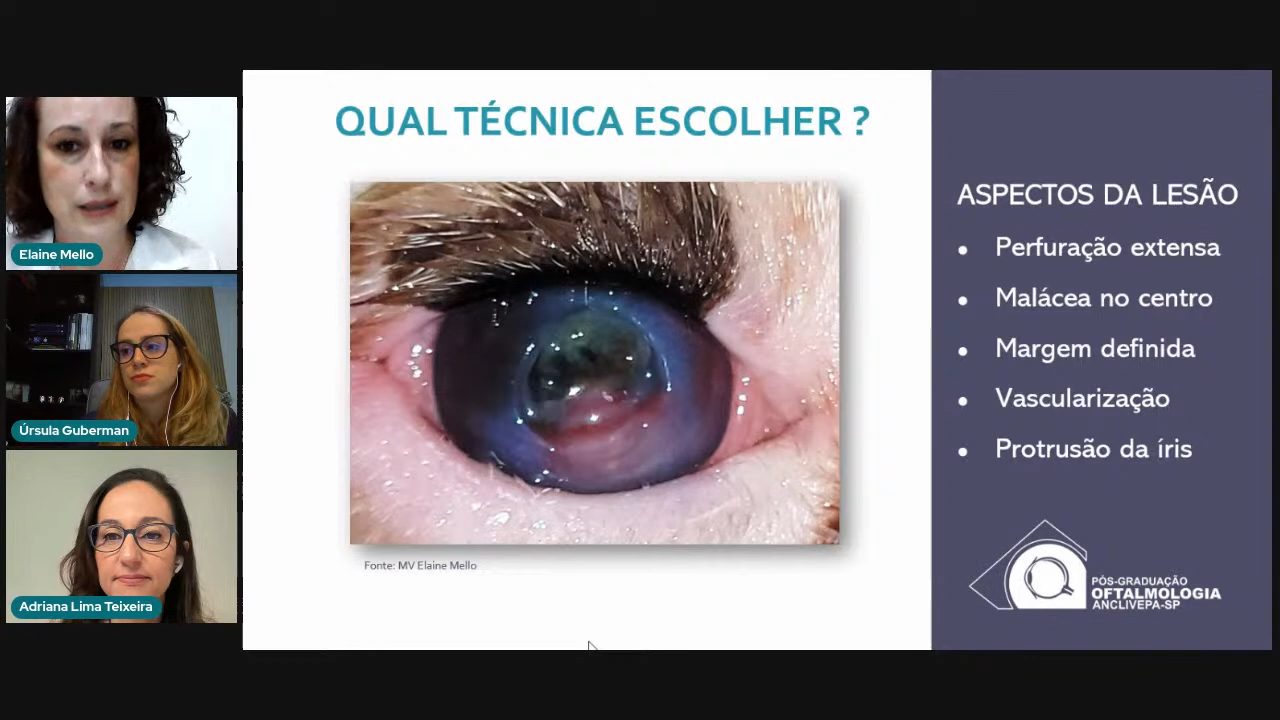 Elaine Mello
Úrsula Guberman
Adriana Lima Teixeira
QUAL TÉCNICA ESCOLHER ?
Fonte: MV Elaine Mello
ASPECTOS DA LESÃO
• Perfuração extensa
• Malácea no centro
• Margem definida
• Vascularização
• Protrusão da íris
PÓS-GRADUAÇÃO
OFTALMOLOGIA
ANCLIVEPA-SP